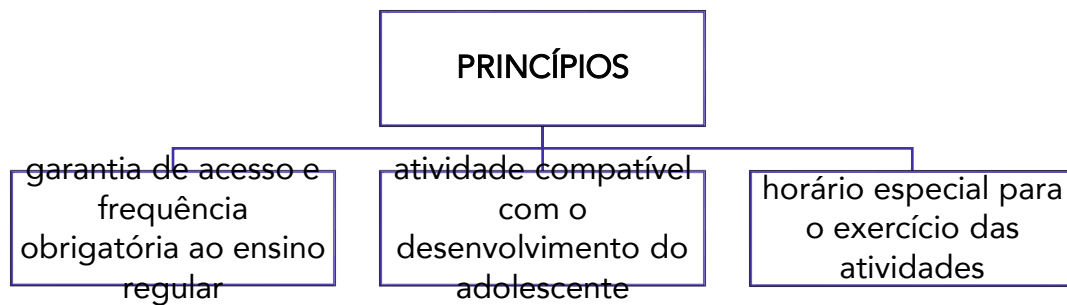 PRINCÍPIOS
garantia de acesso e
frequência
obrigatória ao ensino
regular
atividade compatível
com o
desenvolvimento do
adolescente
horário especial para
o exercício das
atividades